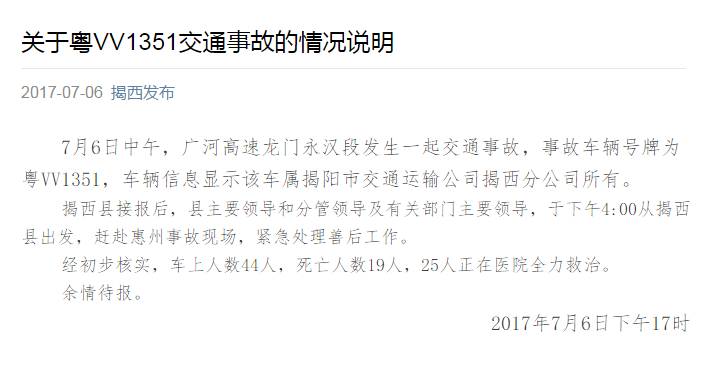 关于粤VV1351交通事故的情况说明
2017-07-06 揭西发布
7月6日中午，广河高速龙门永汉段发生一起交通事故，事故车辆号牌为
粤VV1351，车辆信息显示该车属揭阳市交通运输公司揭西分公司所有。
揭西县接报后，县主要领导和分管领导及有关部门主要领导，于下午4:00从揭西
县出发，赶赴惠州事故现场，紧急处理善后工作。
经初步核实，车上人数44人，死亡人数19人，25人正在医院全力救治。
余情待报。
2017年7月6日下午17时